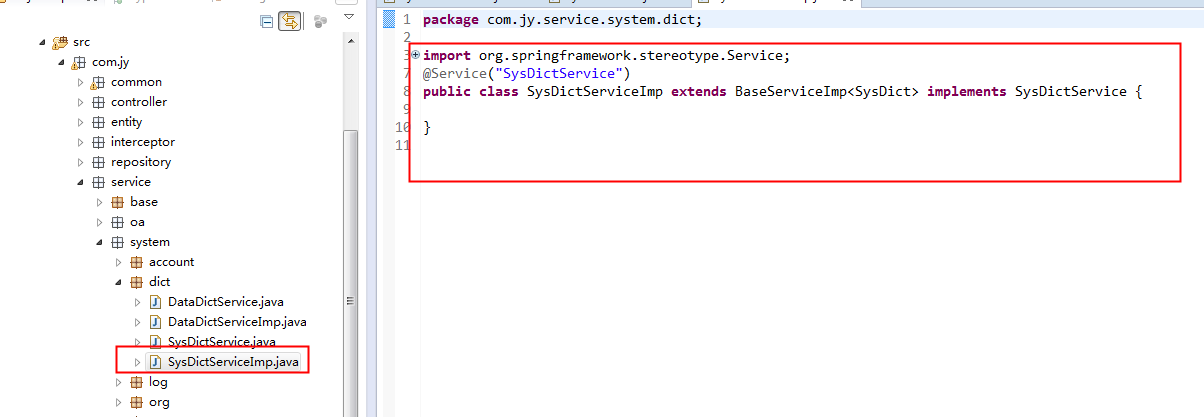 src
com.jy
common
controller
entity
interceptor
repository
service
base
oa
system
account
dict
DataDictService.java
DataDictServiceImp.java
SysDictService.java
SysDictServiceImp.java
log
org
1 package com.jy.service.system.dict;
2
3 import org.springframework.stereotype.Service;
7 @Service("SysDictService")
8 public class SysDictServiceImp extends BaseServiceImp<SysDict> implements SysDictService {
9
10 }
11